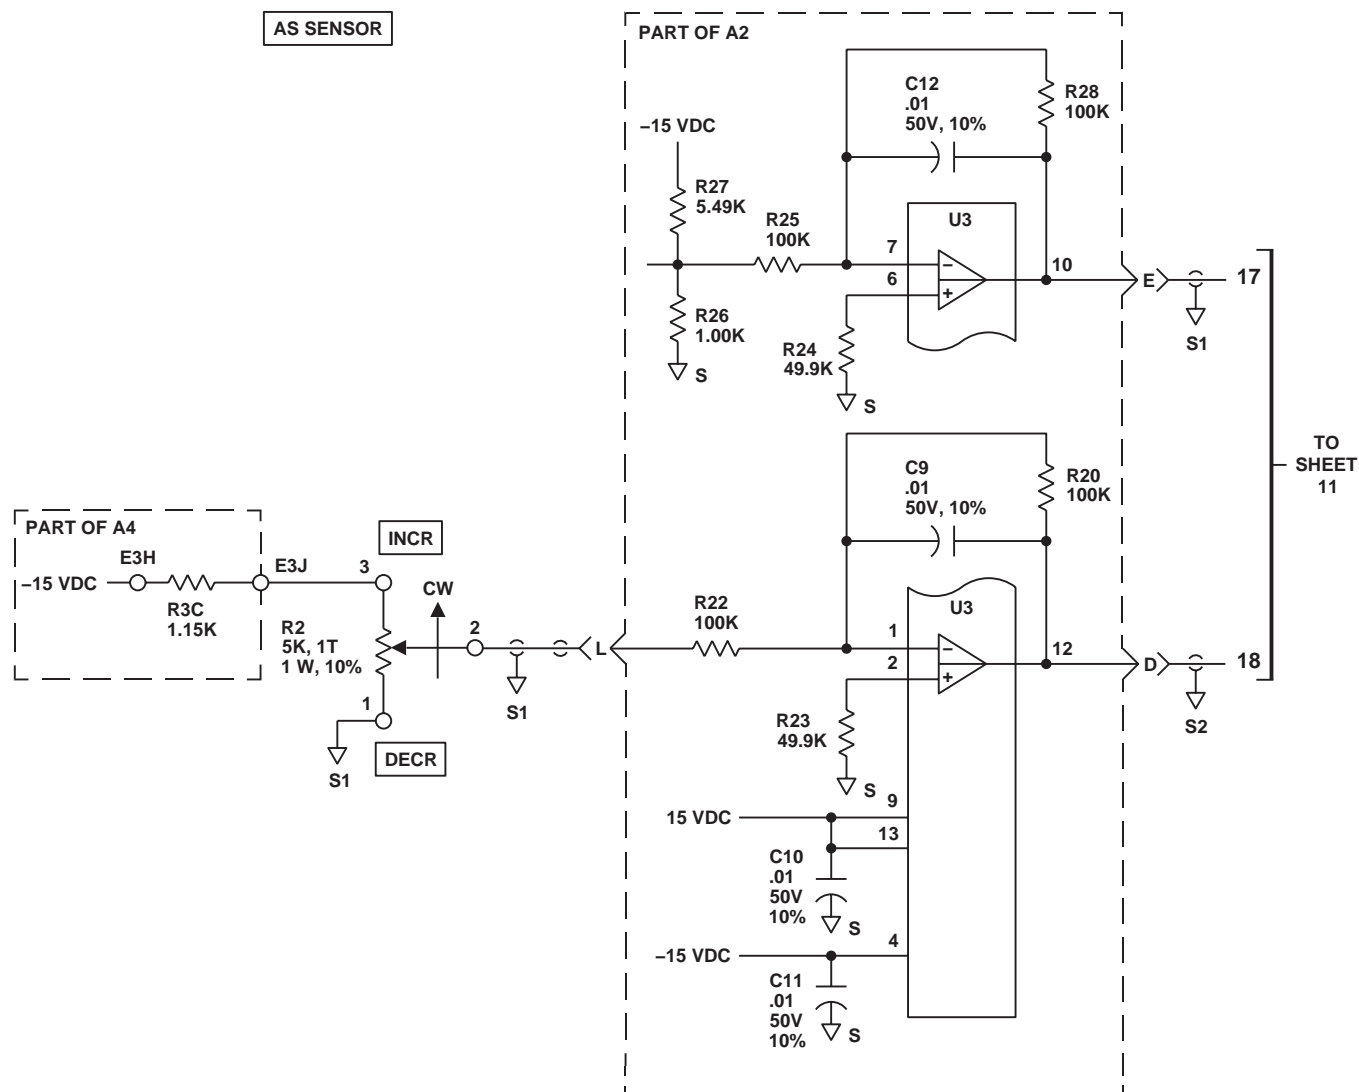 AS SENSOR
PART OF A2
C12
.01
50V, 10%
R28
100K
–15 VDC
R27
5.49K
R25
100K
U3
7
6
10
E
17
S1
R26
1.00K
S
R24
49.9K
S
TO
SHEET
11
C9
.01
50V, 10%
R20
100K
PART OF A4
E3H
E3J
–15 VDC
R3C
1.15K
INCR
3
CW
R2
5K, 1T
1 W, 10%
2
1
S1
DECR
S1
L
R22
100K
U3
1
2
12
D
18
S2
R23
49.9K
S
15 VDC
9
13
C10
.01
50V
10%
S
–15 VDC
4
C11
.01
50V
10%
S